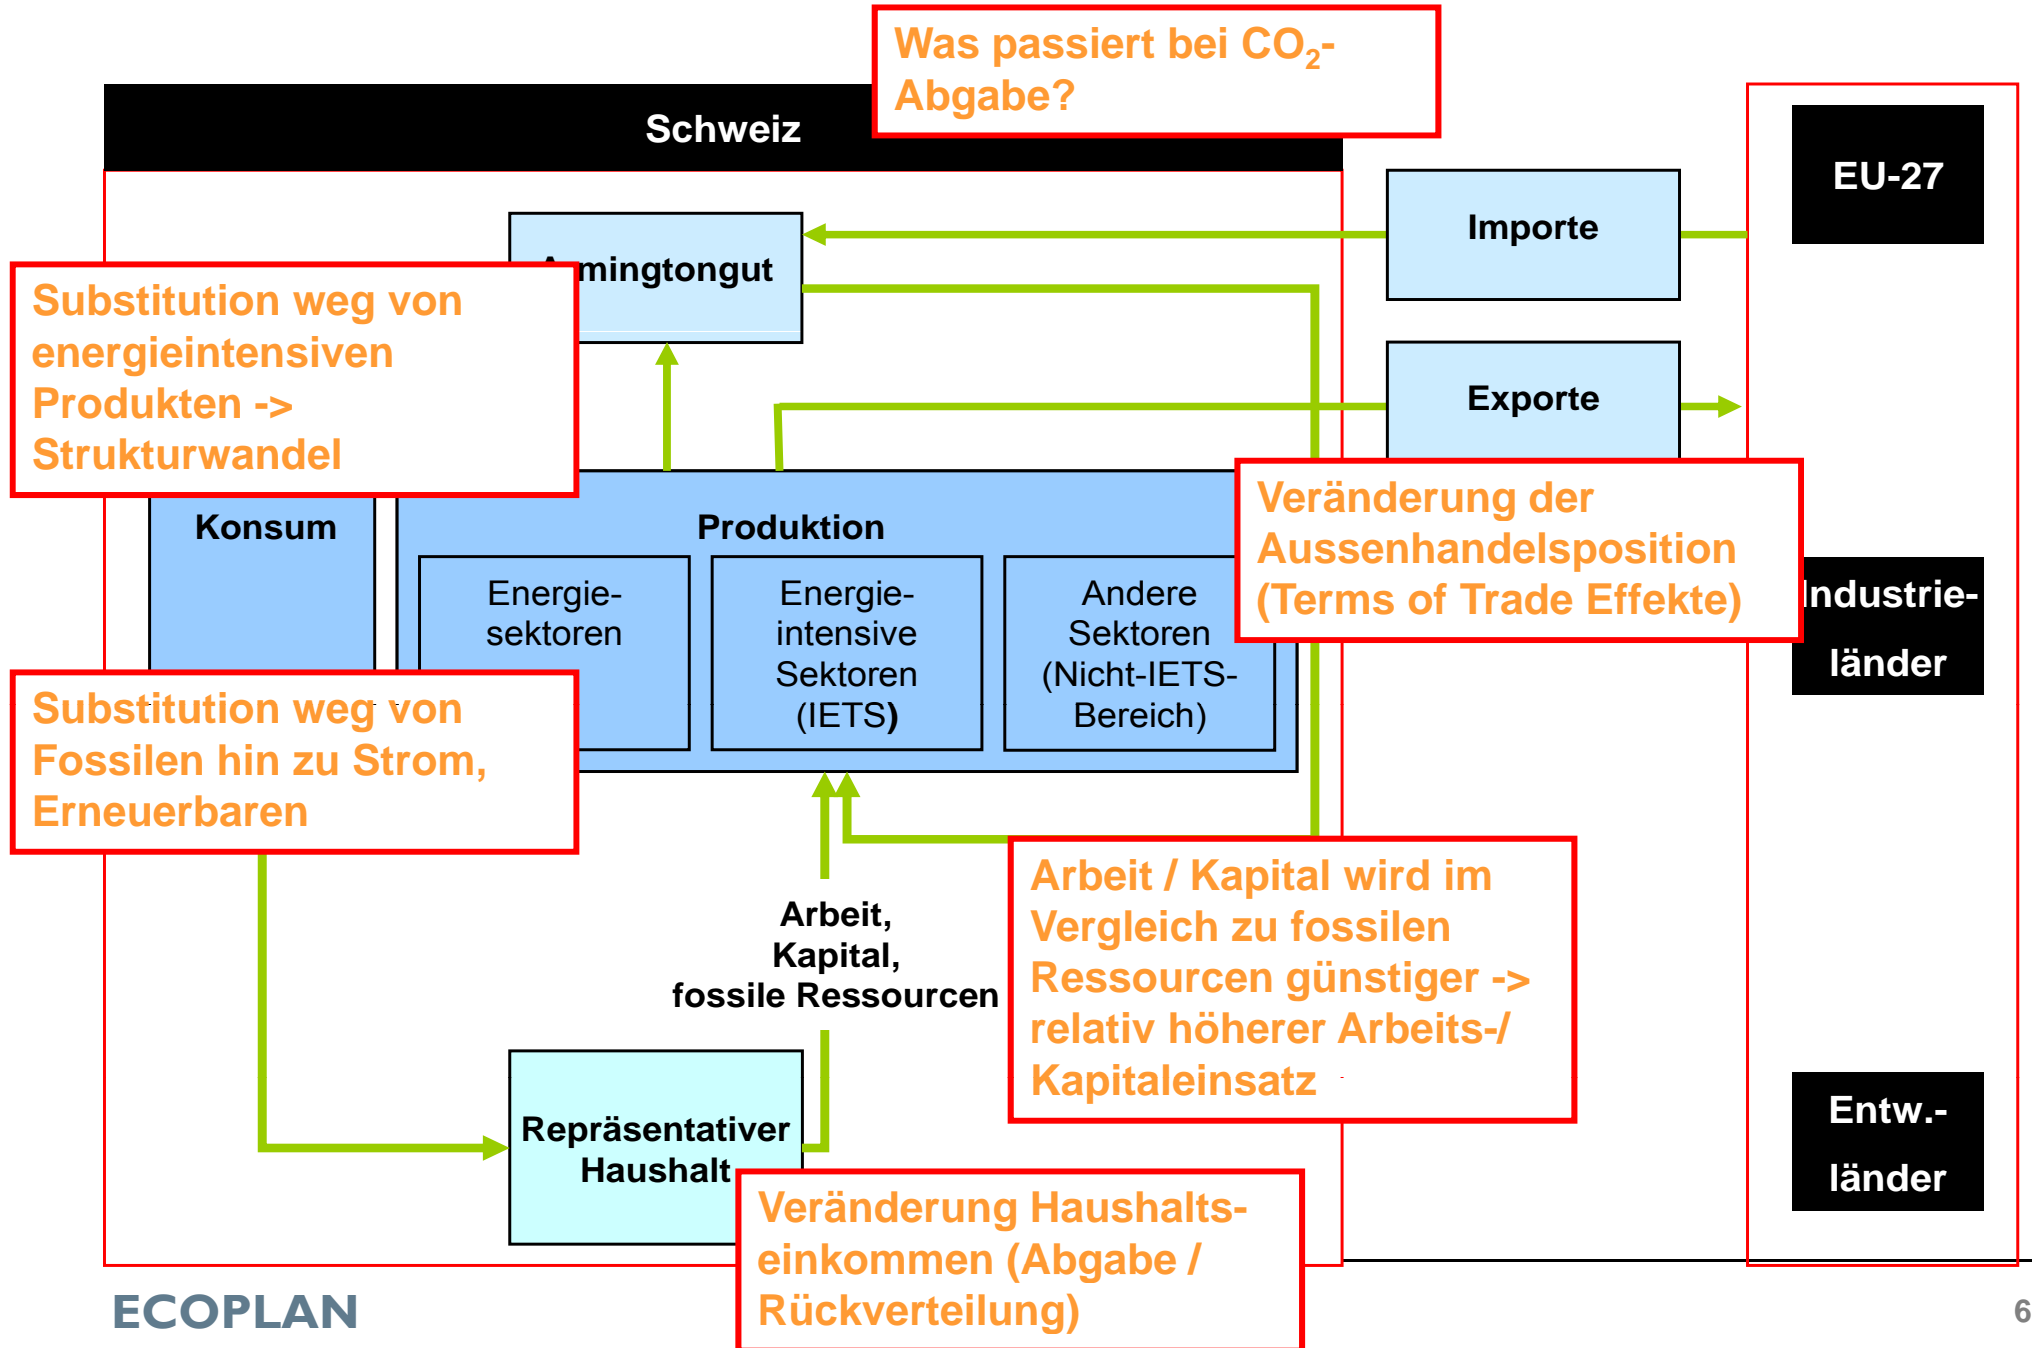 Was passiert bei CO₂-
Abgabe?
Schweiz
EU-27
Importe
mingtongut
Substitution weg von
energieintensiven
Produkten ->
Strukturwandel
Exporte
Konsum
Produktion
Veränderung der
Aussenhandelsposition
(Terms of Trade Effekte)
Energie-
sektoren
Energie-
intensive
Sektoren
(IETS)
Andere
Sektoren
(Nicht-IETS-
Bereich)
Industrie-
länder
Substitution weg von
Fossilen hin zu Strom,
Erneuerbaren
Arbeit,
Kapital,
fossile Ressourcen
Arbeit / Kapital wird im
Vergleich zu fossilen
Ressourcen günstiger ->
relativ höherer Arbeits-/
Kapitaleinsatz
Repräsentativer
Haushalt
Entw.-
länder
Veränderung Haushalts-
einkommen (Abgabe /
Rückverteilung)
ECOPLAN
6